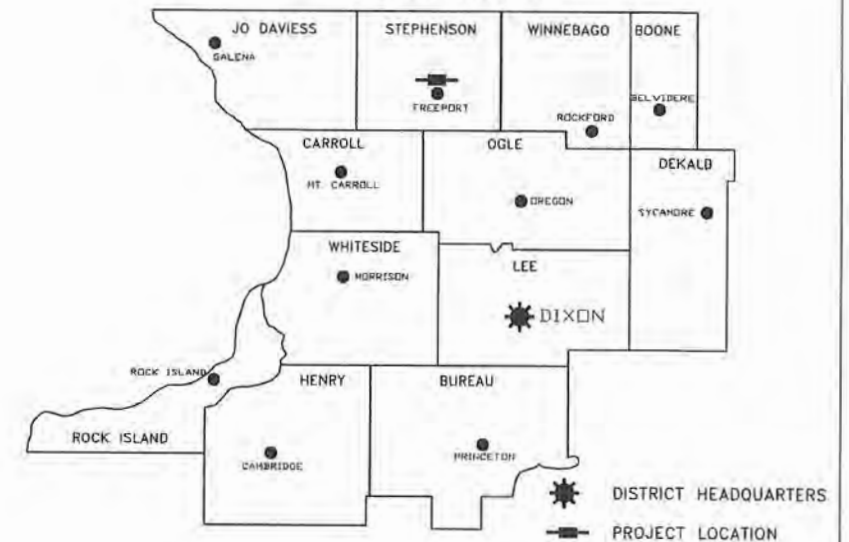 JO DAVIESS
STEPHENSON
WINNEBAGO
BOONE
GALENA
FREEPORT
ROCKFORD
BELVIDERE
CARROLL
OGLE
DEKALB
MT. CARROLL
OREGON
SYCAMORE
WHITESIDE
LEE
MORRISON
DIXON
ROCK ISLAND
HENRY
BUREAU
ROCK ISLAND
CAMBRIDGE
PRINCETON
DISTRICT HEADQUARTERS
PROJECT LOCATION